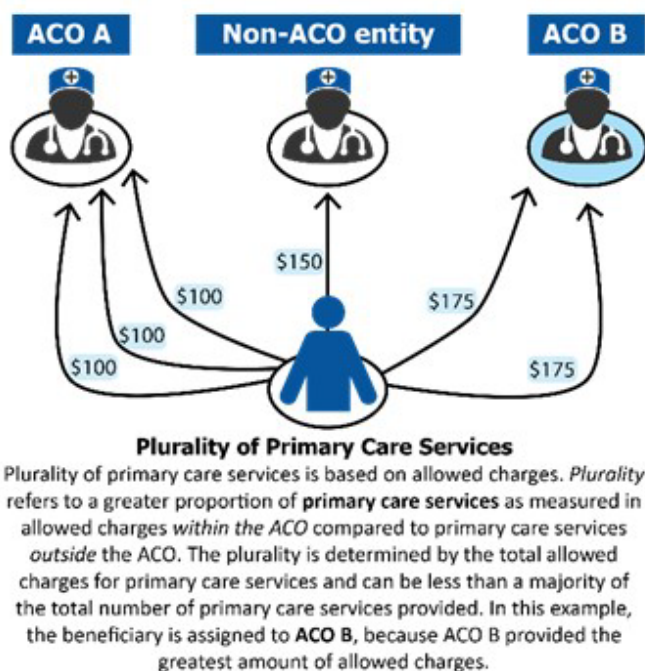 ACO A
Non-ACO entity
ACO B
$150
$100
$175
$100
$100
$175
Plurality of Primary Care Services
Plurality of primary care services is based on allowed charges. Plurality
refers to a greater proportion of primary care services as measured in
allowed charges within the ACO compared to primary care services
outside the ACO. The plurality is determined by the total allowed
charges for primary care services and can be less than a majority of
the total number of primary care services provided. In this example,
the beneficiary is assigned to ACO B, because ACO B provided the
greatest amount of allowed charges.